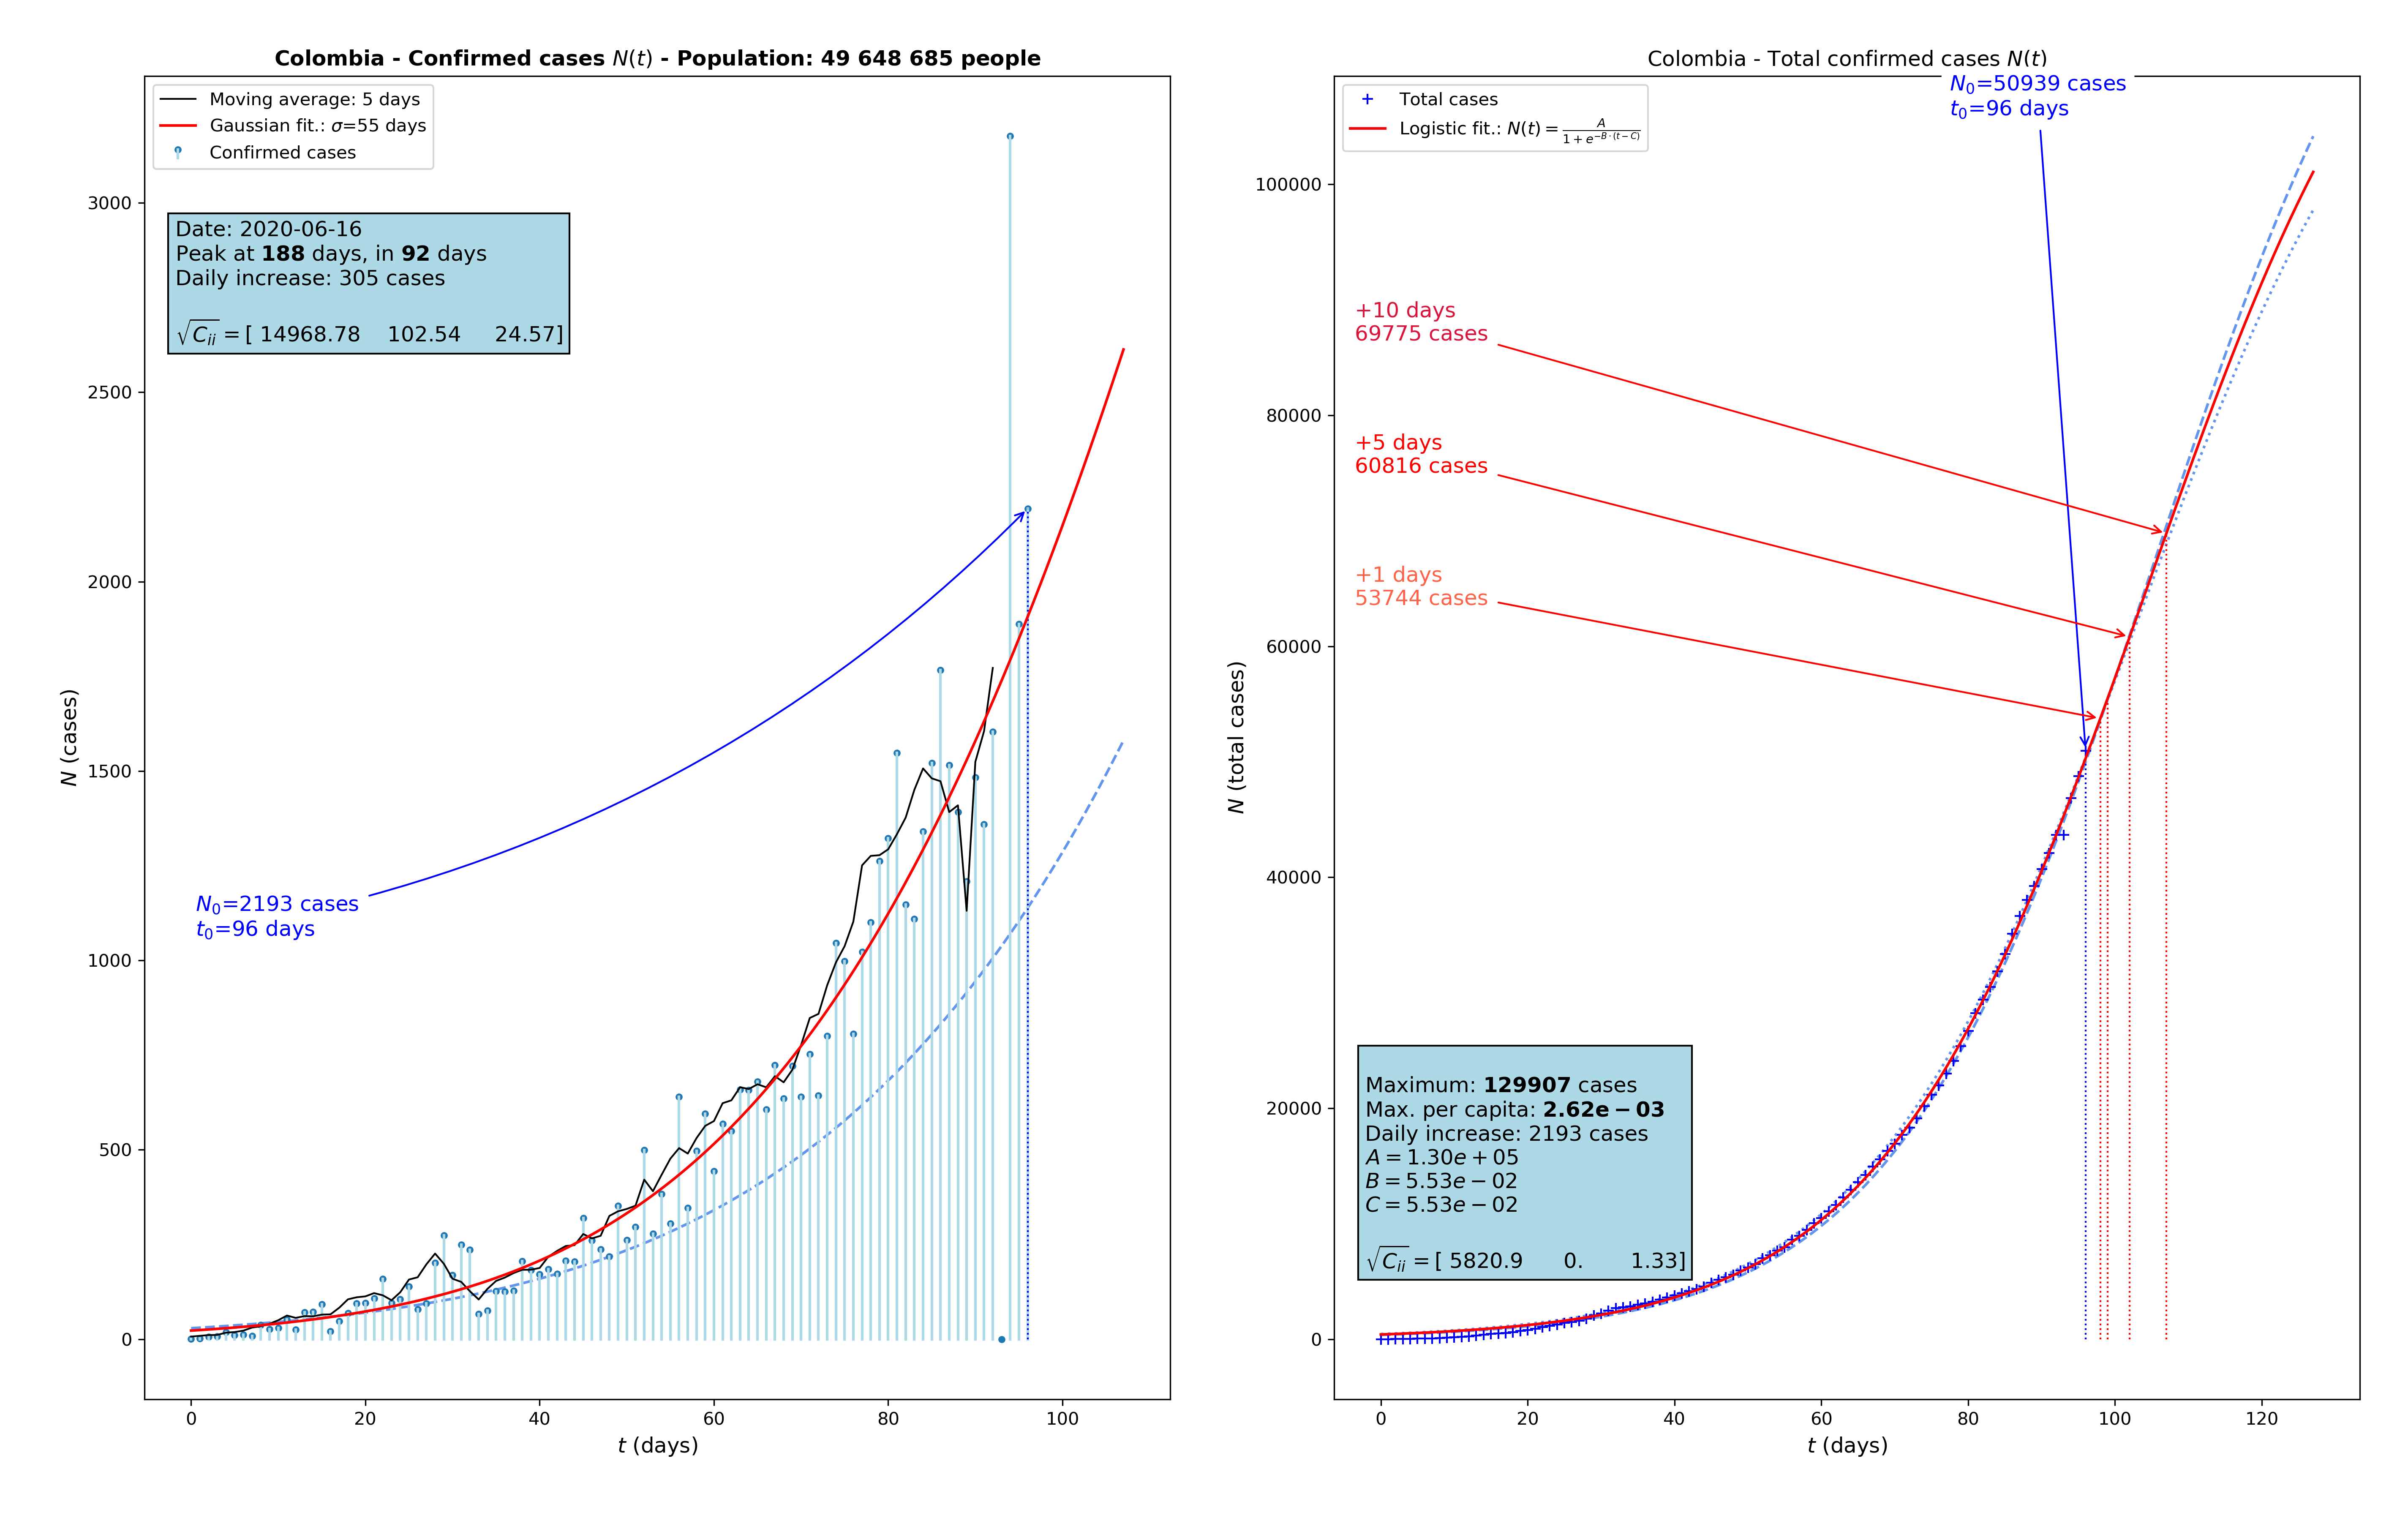 Colombia - Confirmed cases N(t) - Population: 49 648 685 people
Moving average: 5 days
Gaussian fit.: σ=55 days
Confirmed cases
Date: 2020-06-16
Peak at 188 days, in 92 days
Daily increase: 305 cases
√C_ii = [ 14968.78 102.54 24.57]
N_0=2193 cases
t_0=96 days
N (cases)
3000
2500
2000
1500
1000
500
0
0 20 40 60 80 100
t (days)
Colombia - Total confirmed cases N(t)
N_0=50939 cases
t_0=96 days
Total cases
Logistic fit.: N(t) = A / (1 + e^{−B·(t−C)})
+10 days
69775 cases
+5 days
60816 cases
+1 days
53744 cases
Maximum: 129907 cases
Max. per capita: 2.62e − 03
Daily increase: 2193 cases
A = 1.30e + 05
B = 5.53e − 02
C = 5.53e − 02
√C_ii = [ 5820.9 0. 1.33]
N (total cases)
100000
80000
60000
40000
20000
0
0 20 40 60 80 100 120
t (days)